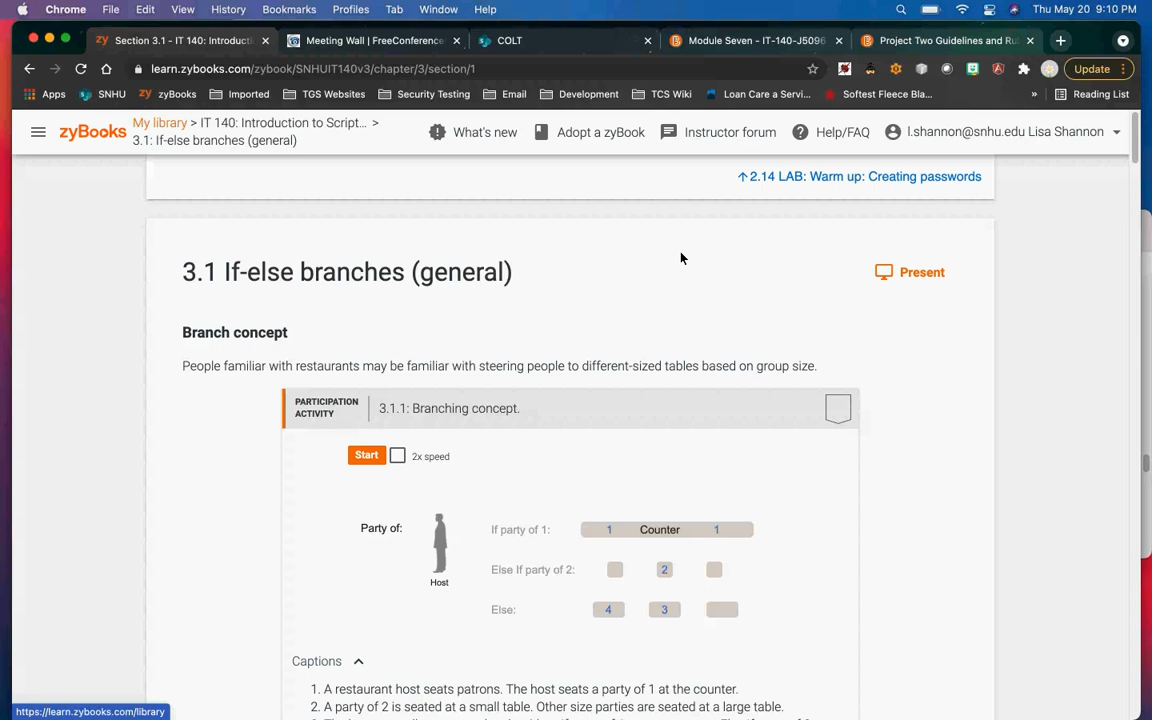 Chrome File Edit View History Bookmarks Profiles Tab Window Help Thu May 20 9:10 PM
Section 3.1 - IT 140: Introducti Meeting Wall | FreeConference COLT Module Seven - IT-140-J5096 Project Two Guidelines and Ru
learn.zybooks.com/zybook/SNHUIT140v3/chapter/3/section/1 Update
Apps SNHU zy zyBooks Imported TGS Websites Security Testing Email Development TCS Wiki Loan Care a Servi... Softest Fleece Bla... » Reading List
zyBooks My library > IT 140: Introduction to Script... >
3.1: If-else branches (general)
What's new Adopt a zyBook Instructor forum Help/FAQ l.shannon@snhu.edu Lisa Shannon
↑2.14 LAB: Warm up: Creating passwords
3.1 If-else branches (general)
Present
Branch concept
People familiar with restaurants may be familiar with steering people to different-sized tables based on group size.
PARTICIPATION ACTIVITY
3.1.1: Branching concept.
Start 2x speed
Party of:
Host
If party of 1: 1 Counter 1
Else If party of 2: 2
Else: 4 3
Captions
1. A restaurant host seats patrons. The host seats a party of 1 at the counter.
2. A party of 2 is seated at a small table. Other size parties are seated at a large table.
https://learn.zybooks.com/library